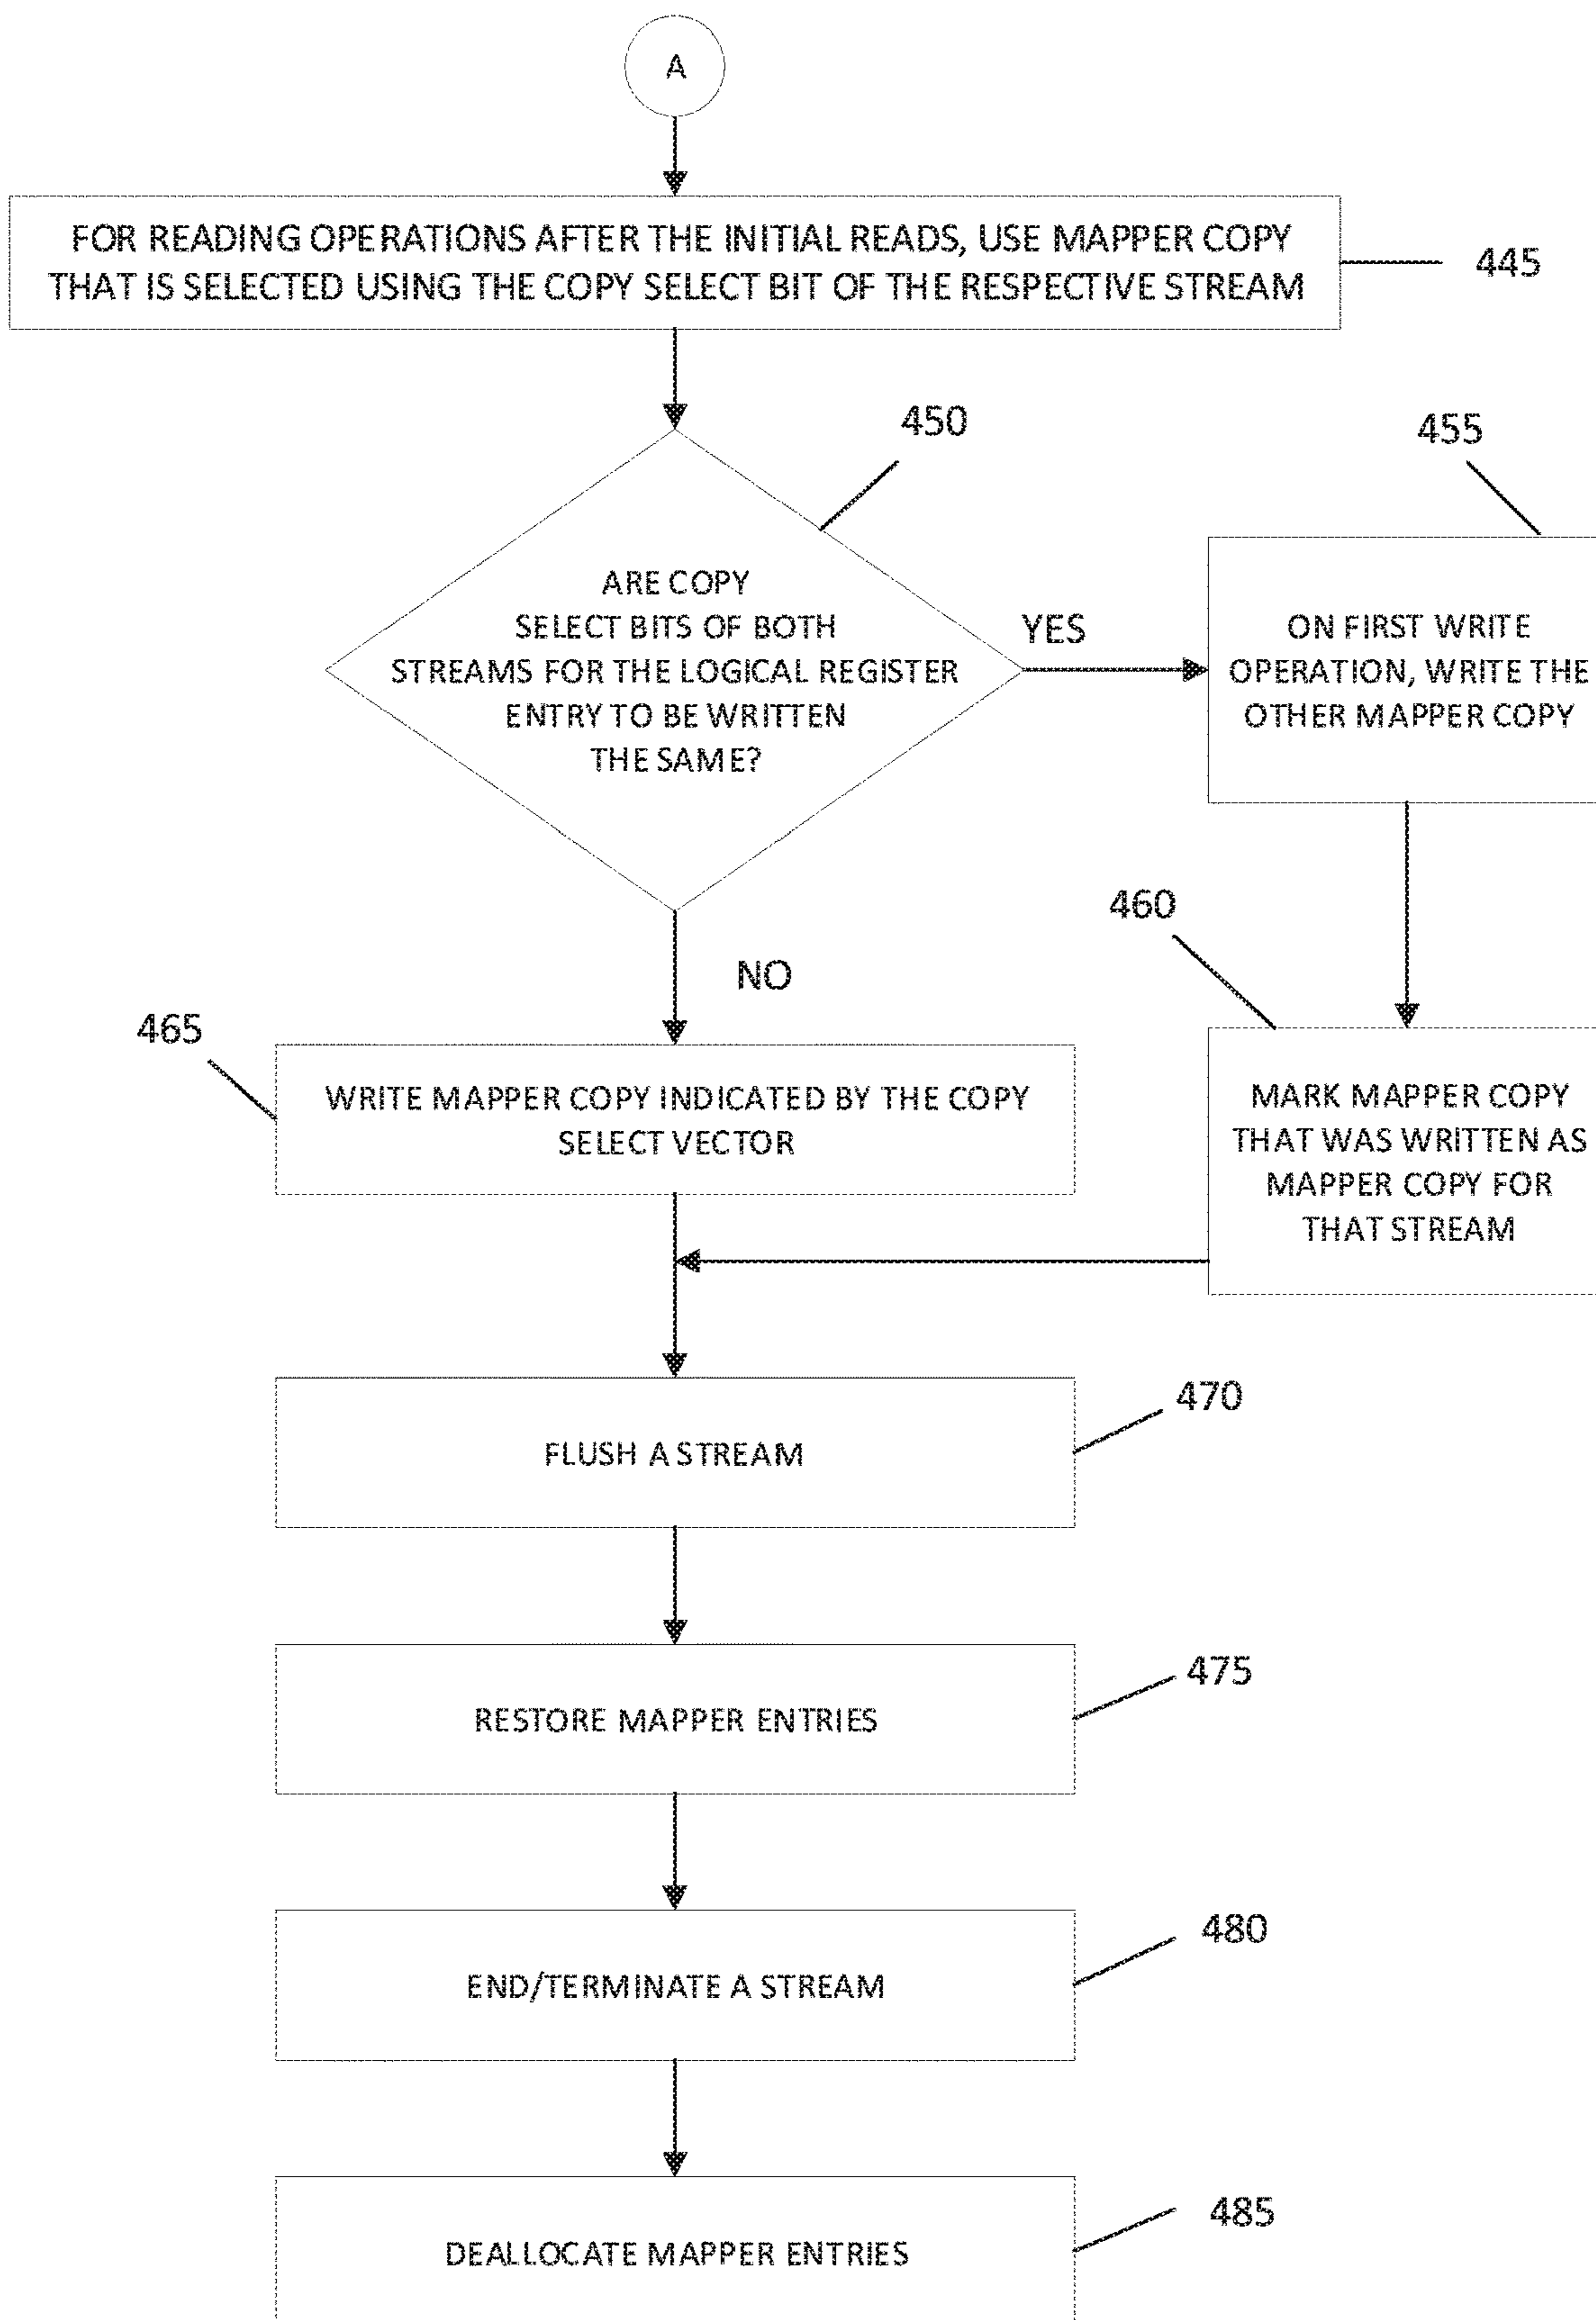 A
FOR READING OPERATIONS AFTER THE INITIAL READS, USE MAPPER COPY
THAT IS SELECTED USING THE COPY SELECT BIT OF THE RESPECTIVE STREAM
445
450
455
ARE COPY
SELECT BITS OF BOTH
STREAMS FOR THE LOGICAL REGISTER
ENTRY TO BE WRITTEN
THE SAME?
YES
ON FIRST WRITE
OPERATION, WRITE THE
OTHER MAPPER COPY
460
NO
465
WRITE MAPPER COPY INDICATED BY THE COPY
SELECT VECTOR
MARK MAPPER COPY
THAT WAS WRITTEN AS
MAPPER COPY FOR
THAT STREAM
470
FLUSH A STREAM
475
RESTORE MAPPER ENTRIES
480
END/TERMINATE A STREAM
485
DEALLOCATE MAPPER ENTRIES